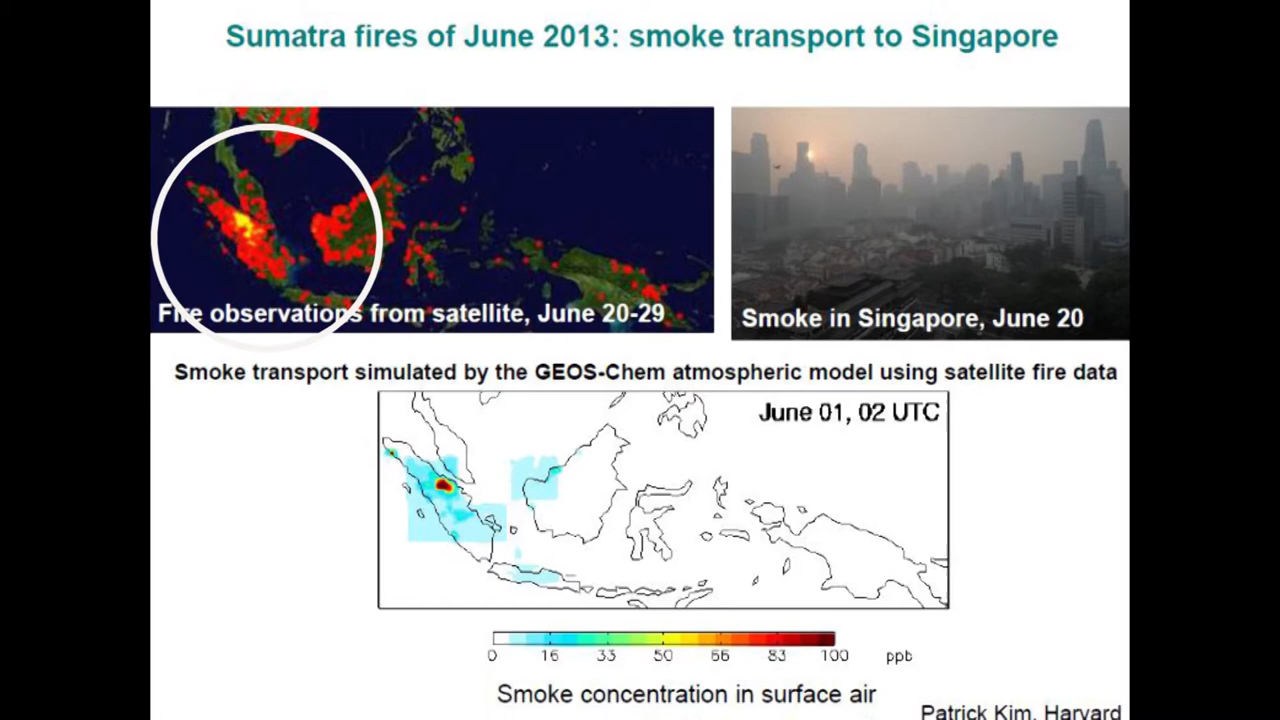 Sumatra fires of June 2013: smoke transport to Singapore
Fire observations from satellite, June 20-29
Smoke in Singapore, June 20
Smoke transport simulated by the GEOS-Chem atmospheric model using satellite fire data
June 01, 02 UTC
0 16 33 50 66 83 100 ppb
Smoke concentration in surface air
Patrick Kim, Harvard